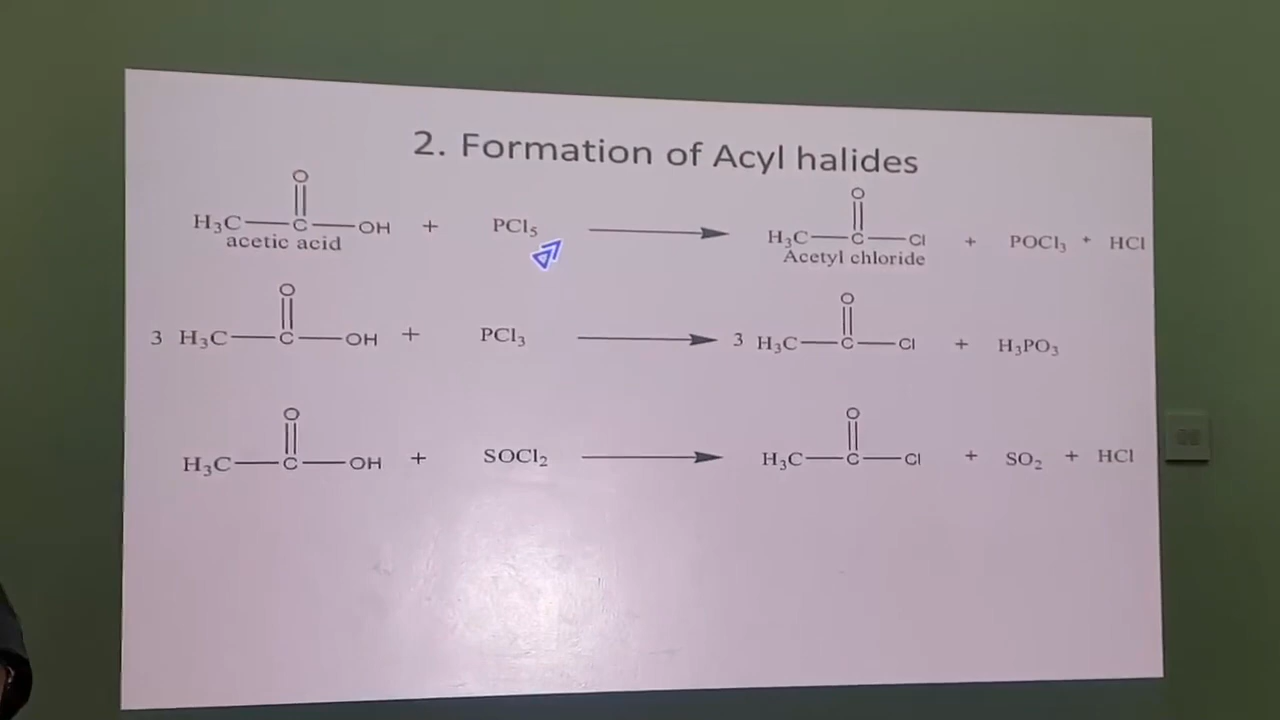 2. Formation of Acyl halides
O O
H₃C—C—OH + PCl₅ → H₃C—C—Cl + POCl₃ + HCl
acetic acid Acetyl chloride
O O
3 H₃C—C—OH + PCl₃ → 3 H₃C—C—Cl + H₃PO₃
O O
H₃C—C—OH + SOCl₂ → H₃C—C—Cl + SO₂ + HCl